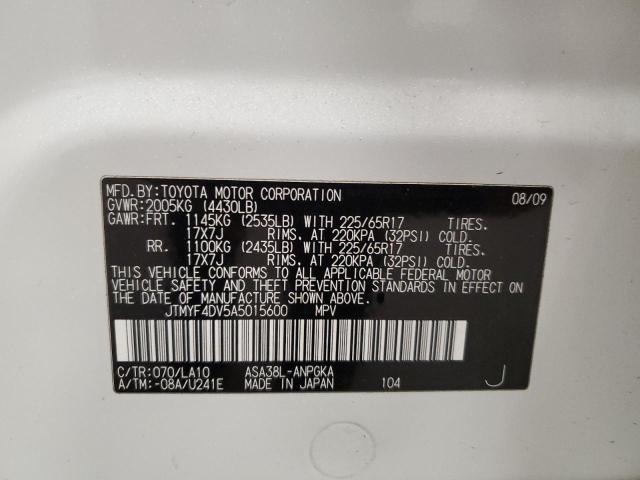 MFD.BY:TOYOTA MOTOR CORPORATION 08/09
GVWR:2005KG (4430LB)
GAWR:FRT. 1145KG (2535LB) WITH 225/65R17 TIRES.
17X7J RIMS. AT 220KPA (32PSI) COLD.
RR. 1100KG (2435LB) WITH 225/65R17 TIRES.
17X7J RIMS. AT 220KPA (32PSI) COLD.
THIS VEHICLE CONFORMS TO ALL APPLICABLE FEDERAL MOTOR
VEHICLE SAFETY AND THEFT PREVENTION STANDARDS IN EFFECT ON
THE DATE OF MANUFACTURE SHOWN ABOVE.
JTMYF4DV5A5015600 MPV
C/TR:070/LA10 ASA38L-ANPGKA
A/TM:-08A/U241E MADE IN JAPAN 104 J